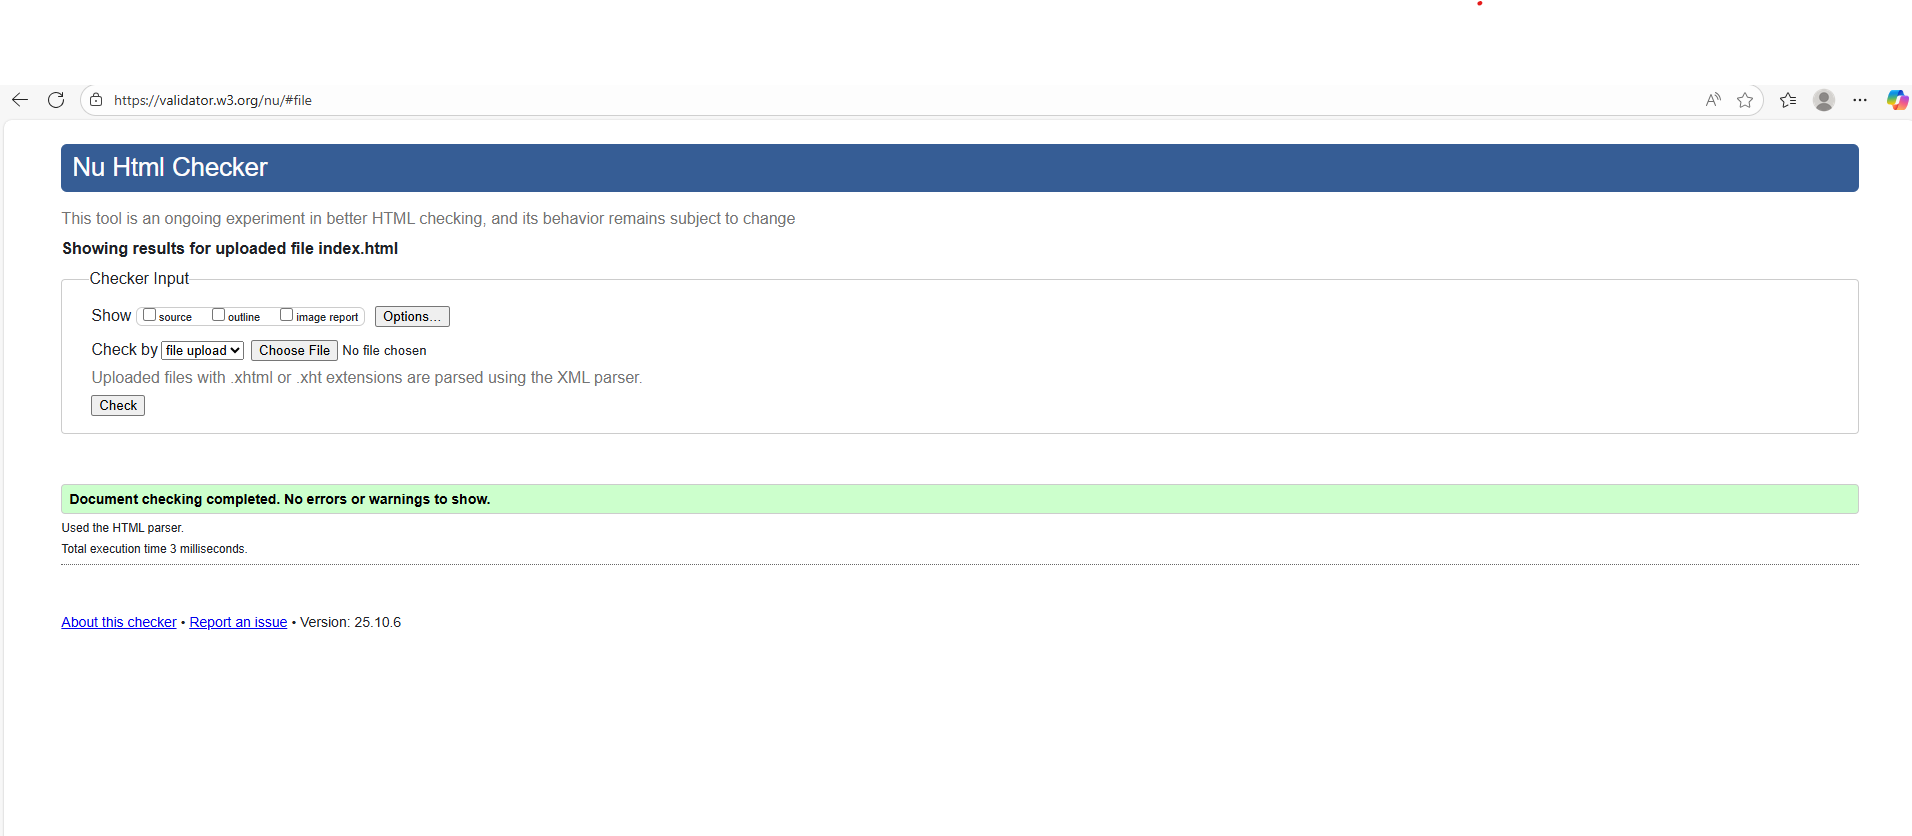 https://validator.w3.org/nu/#file
Nu Html Checker
This tool is an ongoing experiment in better HTML checking, and its behavior remains subject to change
Showing results for uploaded file index.html
Checker Input
Show source outline image report Options...
Check by file upload Choose File No file chosen
Uploaded files with .xhtml or .xht extensions are parsed using the XML parser.
Check
Document checking completed. No errors or warnings to show.
Used the HTML parser.
Total execution time 3 milliseconds.
About this checker • Report an issue • Version: 25.10.6